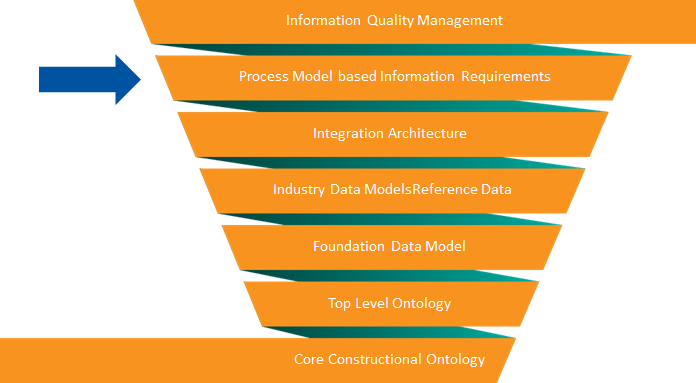 Information Quality Management
Process Model based Information Requirements
Integration Architecture
Industry Data ModelsReference Data
Foundation Data Model
Top Level Ontology
Core Constructional Ontology